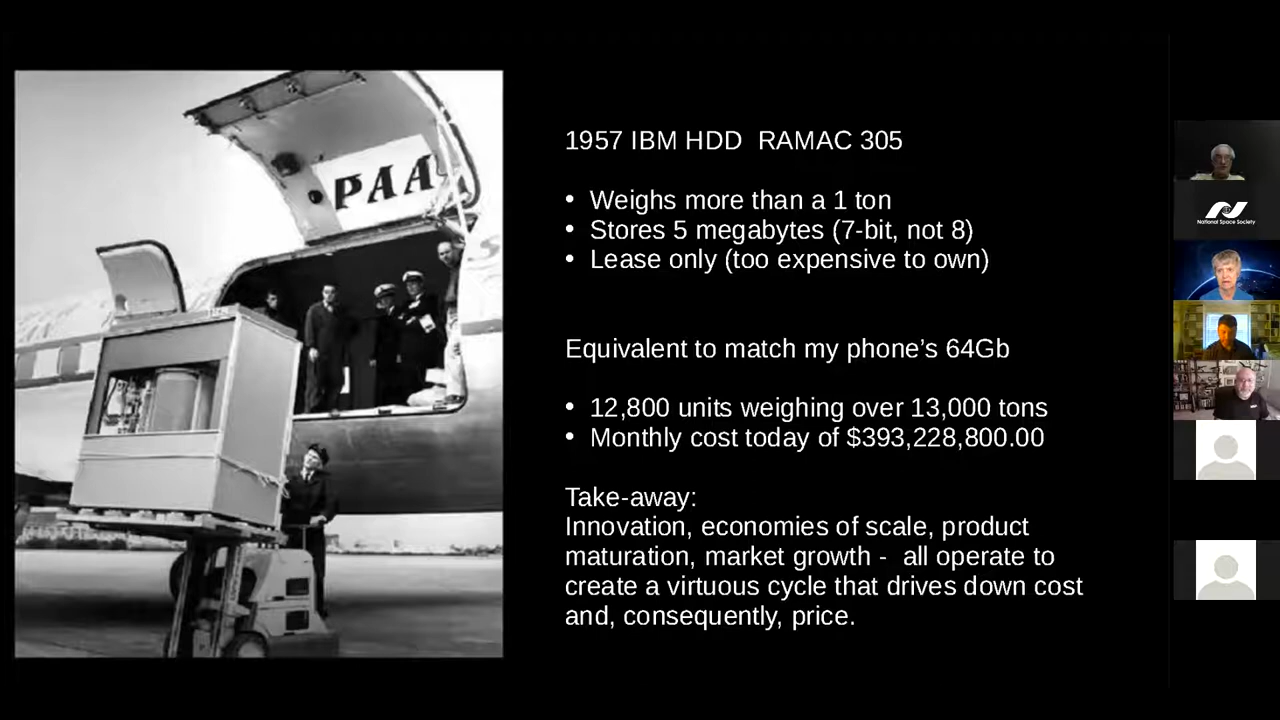 PAA
1957 IBM HDD  RAMAC 305
• Weighs more than a 1 ton
• Stores 5 megabytes (7-bit, not 8)
• Lease only (too expensive to own)
Equivalent to match my phone’s 64Gb
• 12,800 units weighing over 13,000 tons
• Monthly cost today of $393,228,800.00
Take-away:
Innovation, economies of scale, product
maturation, market growth -  all operate to
create a virtuous cycle that drives down cost
and, consequently, price.
National Space Society